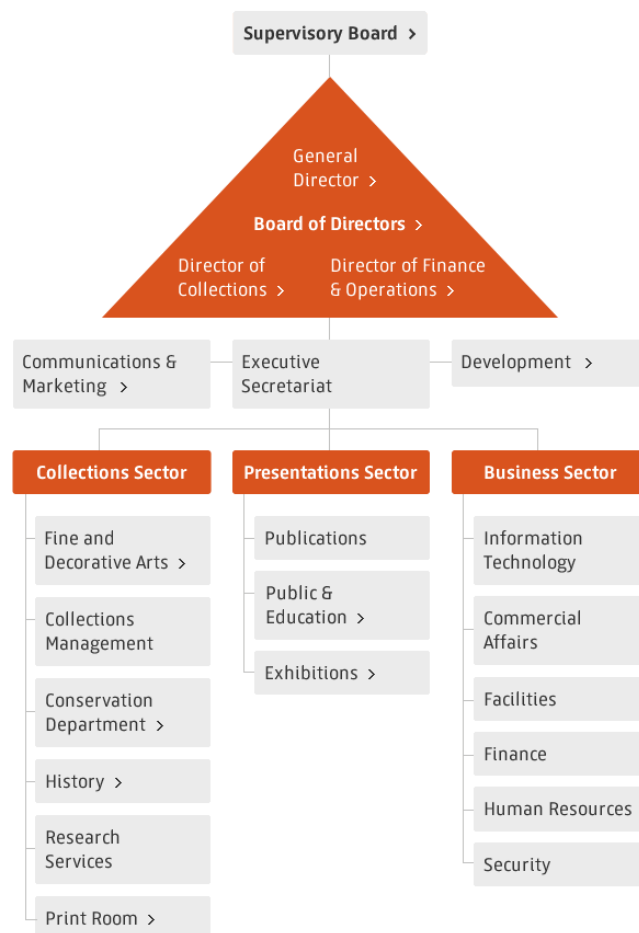 Supervisory Board >
General
Director >
Board of Directors >
Director of
Collections >
Director of Finance
& Operations >
Communications &
Marketing >
Executive
Secretariat
Development >
Collections Sector
Fine and
Decorative Arts >
Collections
Management
Conservation
Department >
History >
Research
Services
Print Room >
Presentations Sector
Publications
Public &
Education >
Exhibitions >
Business Sector
Information
Technology
Commercial
Affairs
Facilities
Finance
Human Resources
Security